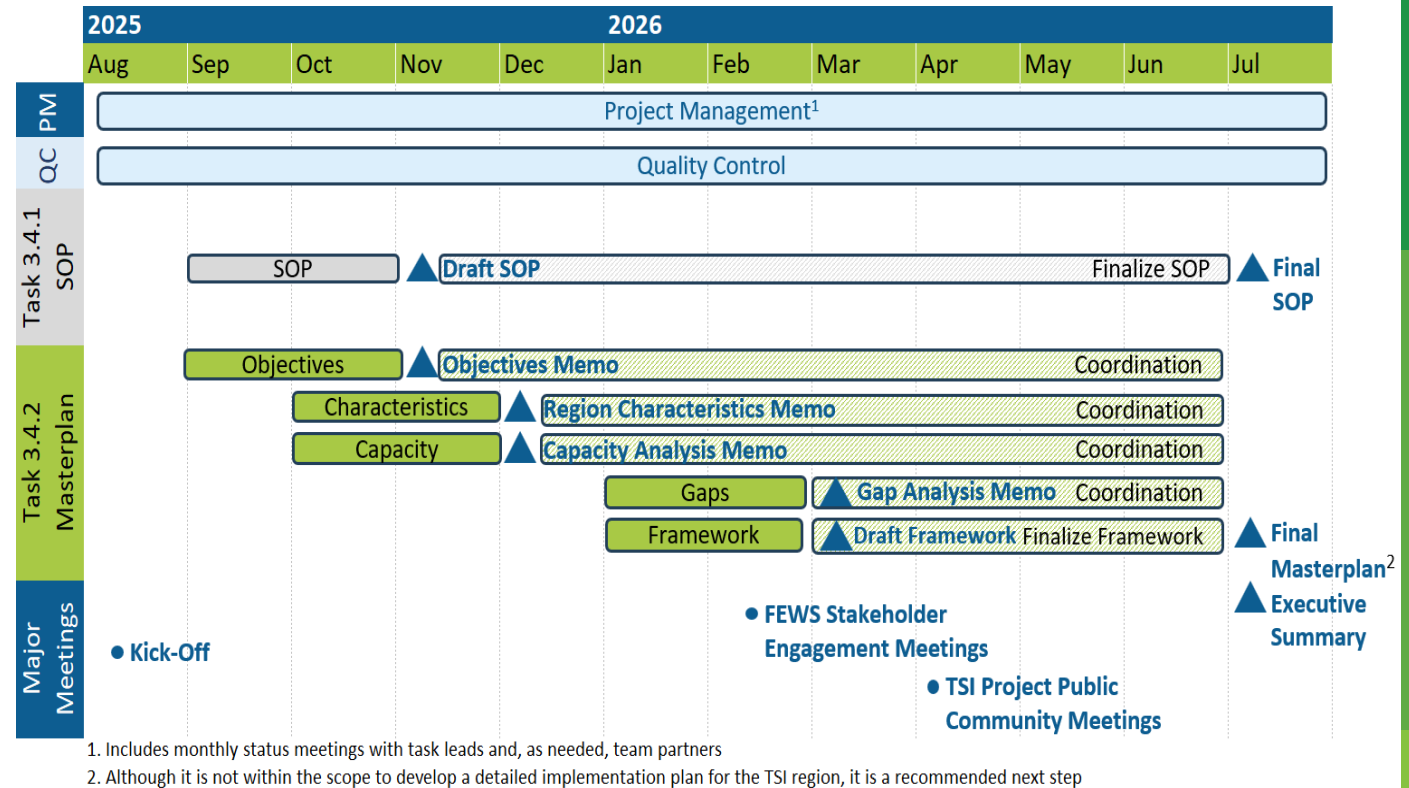 2025 2026
Aug Sep Oct Nov Dec Jan Feb Mar Apr May Jun Jul
PM
Project Management1
QC
Quality Control
Task 3.4.1
SOP
SOP Draft SOP Finalize SOP Final
SOP
Task 3.4.2
Masterplan
Objectives Objectives Memo Coordination
Characteristics Region Characteristics Memo Coordination
Capacity Capacity Analysis Memo Coordination
Gaps Gap Analysis Memo Coordination
Framework Draft Framework Finalize Framework Final
Masterplan2
Executive
Summary
Major
Meetings
Kick-Off
FEWS Stakeholder
Engagement Meetings
TSI Project Public
Community Meetings
1. Includes monthly status meetings with task leads and, as needed, team partners
2. Although it is not within the scope to develop a detailed implementation plan for the TSI region, it is a recommended next step